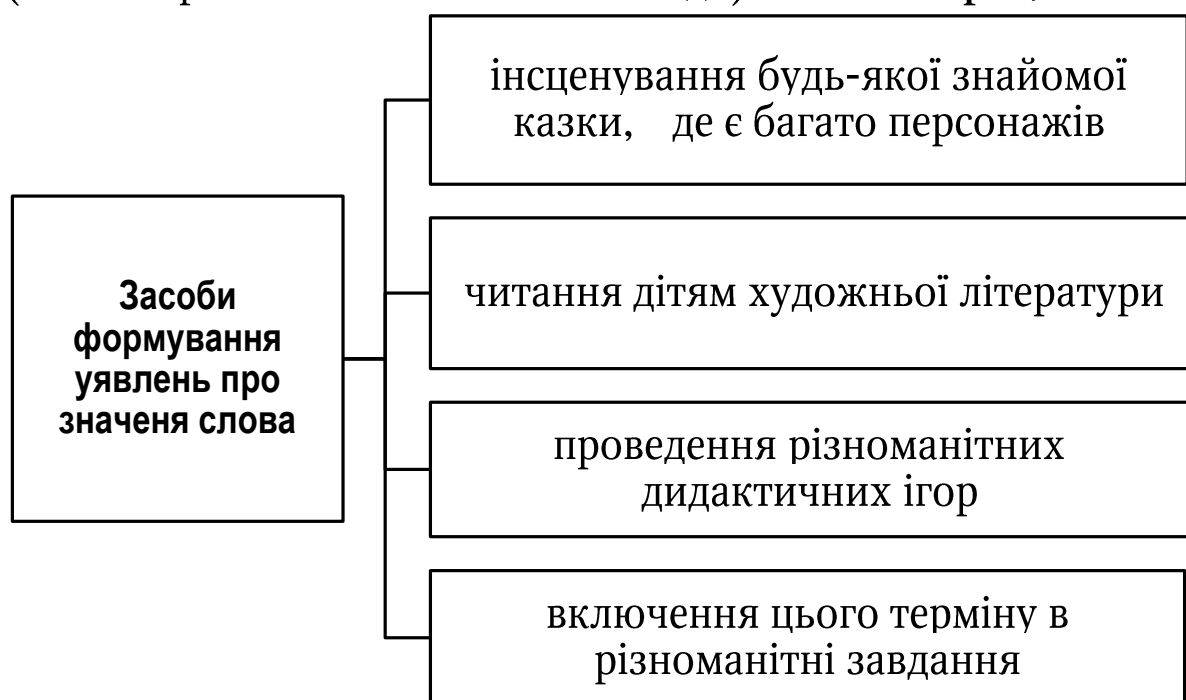 Засоби
формування
уявлень про
значеня слова
інсценування будь-якої знайомої
казки, де є багато персонажів
читання дітям художньої літератури
проведення різноманітних
дидактичних ігор
включення цього терміну в
різноманітні завдання